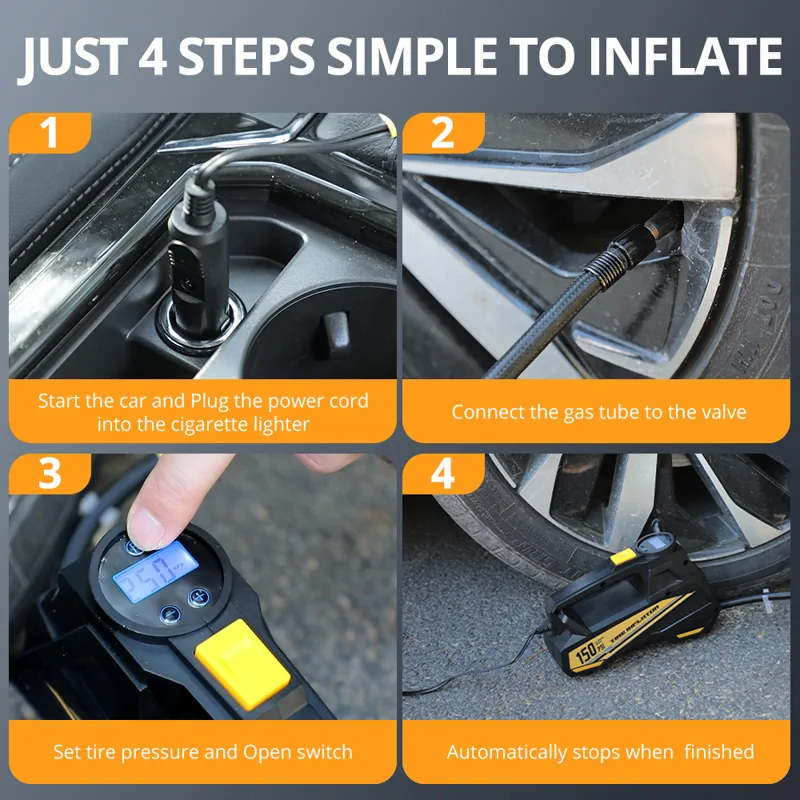 JUST 4 STEPS SIMPLE TO INFLATE
1
2
Start the car and Plug the power cord
into the cigarette lighter
Connect the gas tube to the valve
3
4
250
150 PSI
TIRE INFLATOR
Set tire pressure and Open switch
Automatically stops when finished